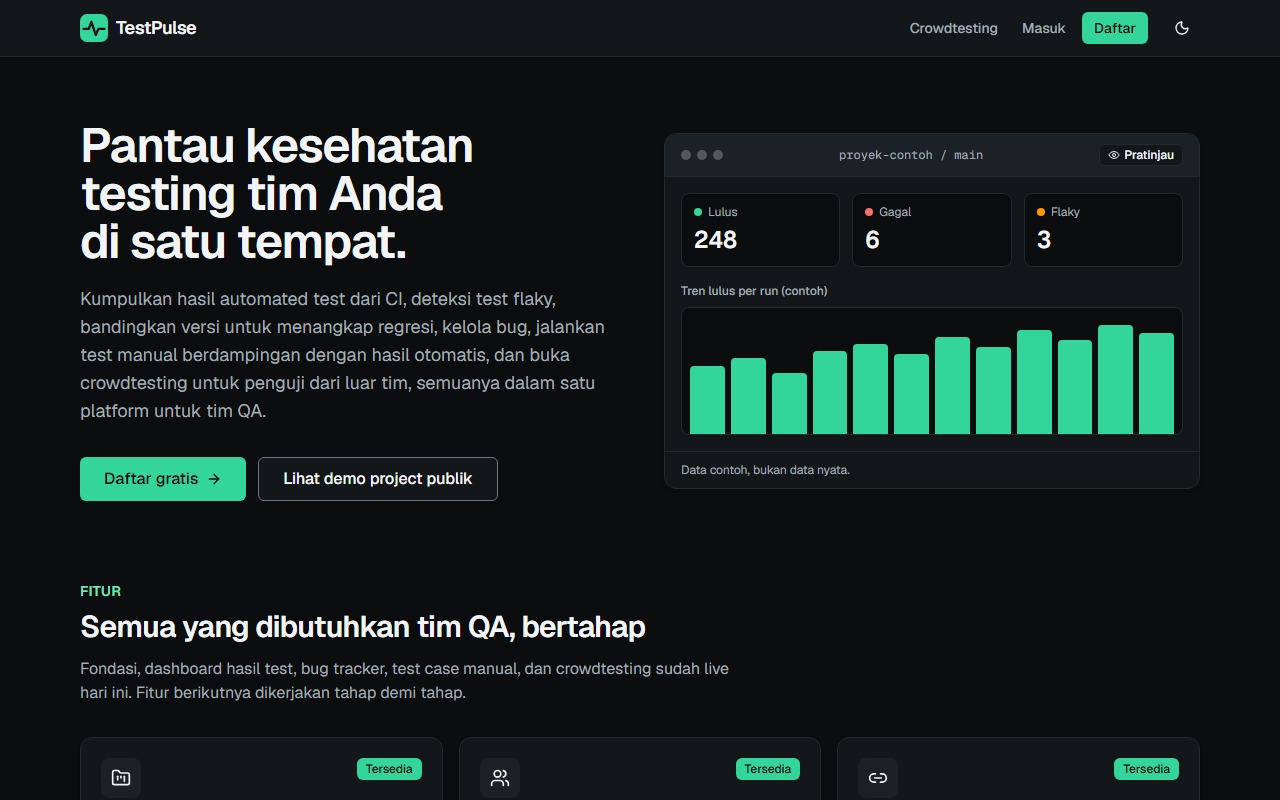 TestPulse
Crowdtesting
Masuk
Daftar
Pantau kesehatan
testing tim Anda
di satu tempat.
Kumpulkan hasil automated test dari CI, deteksi test flaky,
bandingkan versi untuk menangkap regresi, kelola bug, jalankan
test manual berdampingan dengan hasil otomatis, dan buka
crowdtesting untuk penguji dari luar tim, semuanya dalam satu
platform untuk tim QA.
Daftar gratis
Lihat demo project publik
proyek-contoh / main
Pratinjau
Lulus
248
Gagal
6
Flaky
3
Tren lulus per run (contoh)
Data contoh, bukan data nyata.
FITUR
Semua yang dibutuhkan tim QA, bertahap
Fondasi, dashboard hasil test, bug tracker, test case manual, dan crowdtesting sudah live
hari ini. Fitur berikutnya dikerjakan tahap demi tahap.
Tersedia
Tersedia
Tersedia